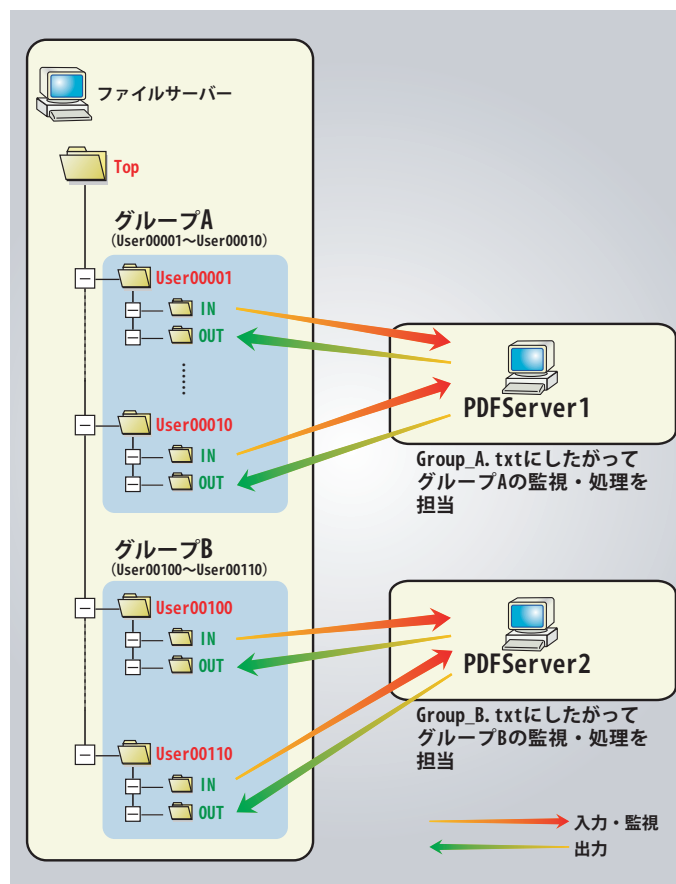 ファイルサーバー
Top
グループA
(User00001～User00010)
User00001
IN
OUT
User00010
IN
OUT
PDFServer1
Group_A.txtにしたがって
グループAの監視・処理を
担当
グループB
(User00100～User00110)
User00100
IN
OUT
User00110
IN
OUT
PDFServer2
Group_B.txtにしたがって
グループBの監視・処理を
担当
入力・監視
出力